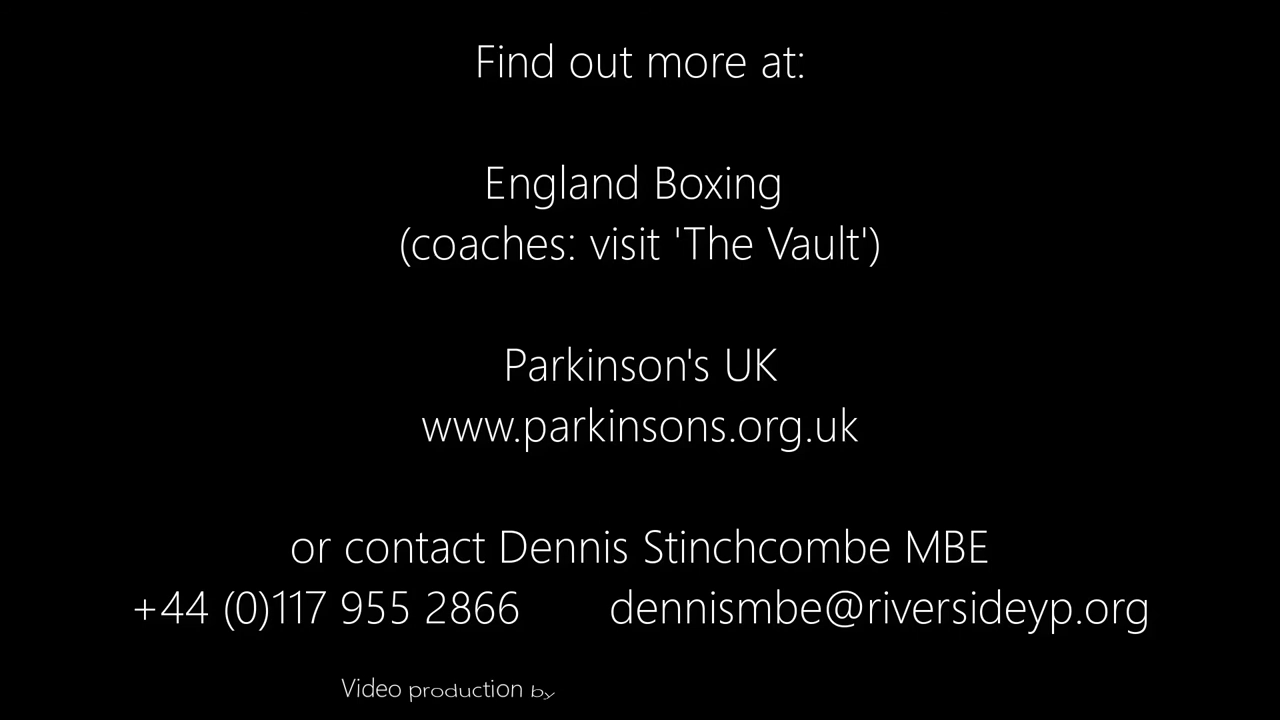 Find out more at:
England Boxing
(coaches: visit 'The Vault')
Parkinson's UK
www.parkinsons.org.uk
or contact Dennis Stinchcombe MBE
+44 (0)117 955 2866 dennismbe@riversideyp.org
Video production by